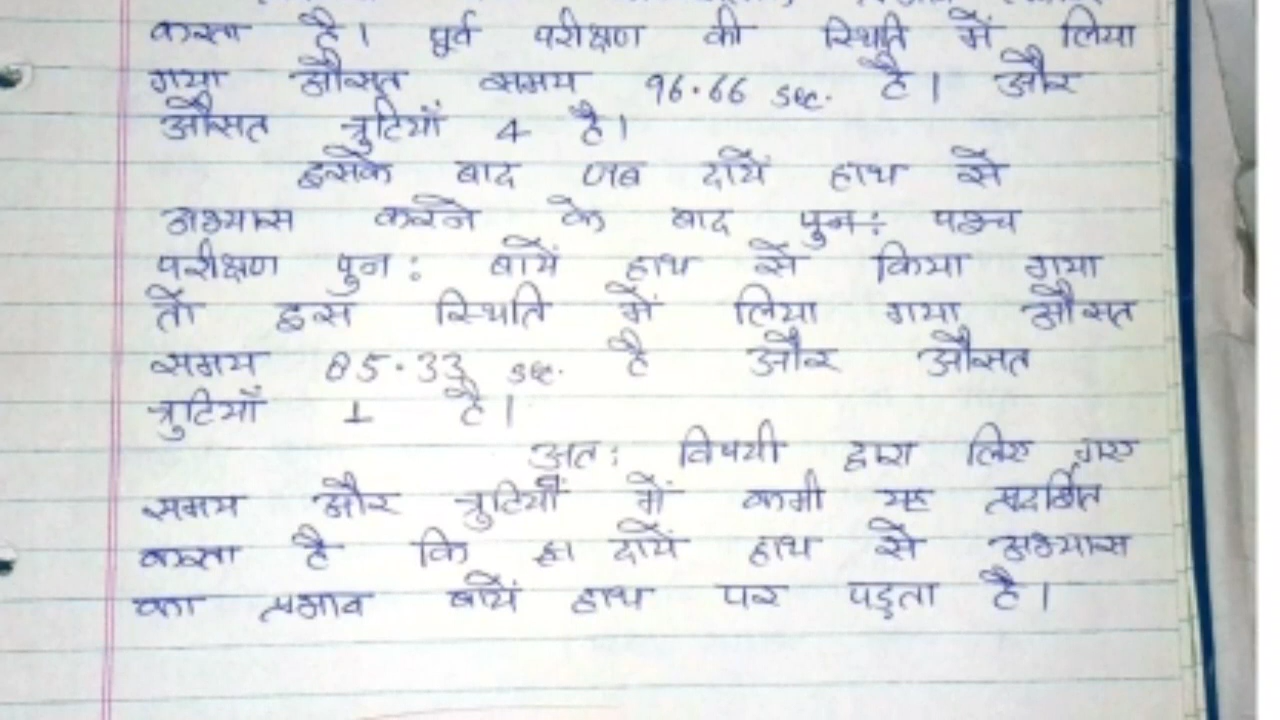 करता है। पूर्व परीक्षण की स्थिति में लिया
गया औसत समय 96.66 sec. है। और
औसत त्रुटियाँ 4 है।
इसके बाद जब दायें हाथ से
अभ्यास करने के बाद पुनः पश्च
परीक्षण पुनः बायें हाथ से किया गया
तो इस स्थिति में लिया गया औसत
समय 85.33 sec. है और औसत
त्रुटियाँ 1 है।
अतः विषयी द्वारा लिए गए
समय और त्रुटियों में कमी यह प्रदर्शित
करता है कि दायें हाथ से अभ्यास
का प्रभाव बायें हाथ पर पड़ता है।